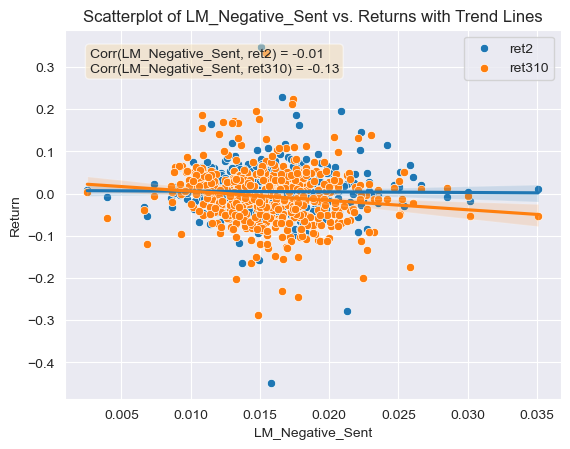 Scatterplot of LM_Negative_Sent vs. Returns with Trend Lines
Corr(LM_Negative_Sent, ret2) = -0.01
Corr(LM_Negative_Sent, ret310) = -0.13
ret2
ret310
Return
0.3
0.2
0.1
0.0
−0.1
−0.2
−0.3
−0.4
0.005 0.010 0.015 0.020 0.025 0.030 0.035
LM_Negative_Sent